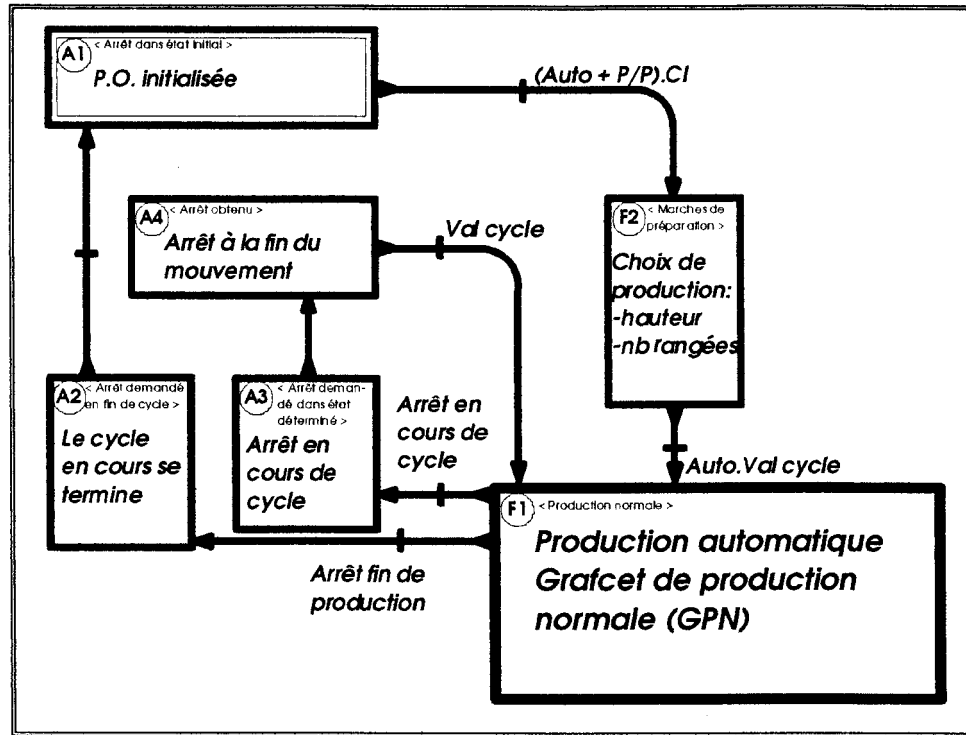 A1 < Arrêt dans état initial >
P.O. initialisée
(Auto + P/P).CI
A4 < Arrêt obtenu >
Arrêt à la fin du
mouvement
Val cycle
F2 < Marches de
préparation >
Choix de
production:
-hauteur
-nb rangées
A2 < Arrêt demandé
en fin de cycle >
Le cycle
en cours se
termine
A3 < Arrêt deman-
dé dans état
déterminé >
Arrêt en
cours de
cycle
Arrêt en
cours de
cycle
Auto.Val cycle
Arrêt fin de
production
F1 < Production normale >
Production automatique
Grafcet de production
normale (GPN)